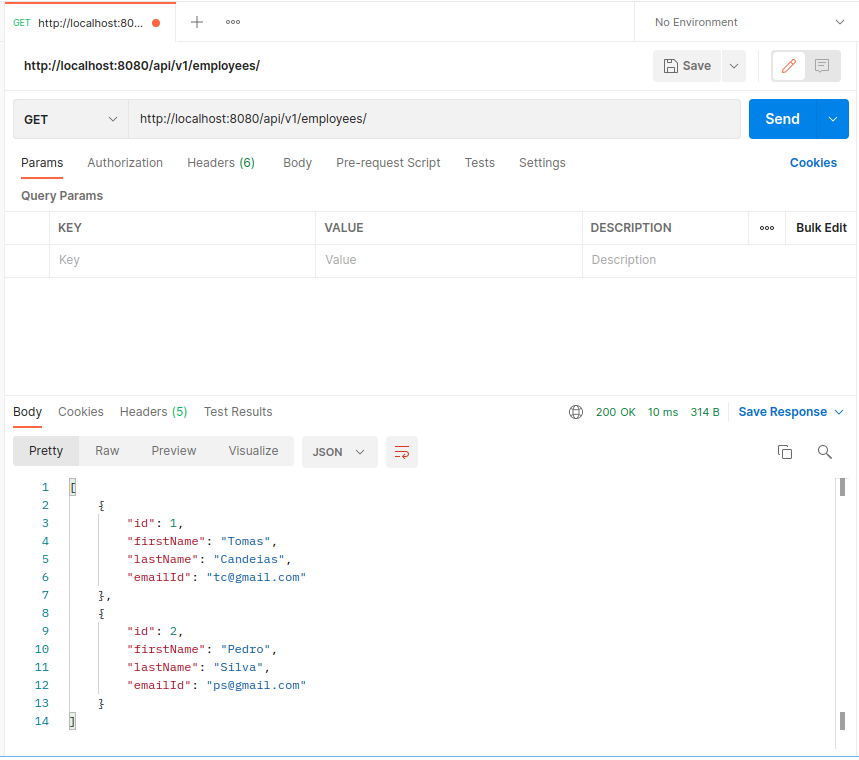 GET http://localhost:80... No Environment
http://localhost:8080/api/v1/employees/ Save
GET http://localhost:8080/api/v1/employees/ Send
Params Authorization Headers (6) Body Pre-request Script Tests Settings Cookies
Query Params
KEY VALUE DESCRIPTION Bulk Edit
Key Value Description
Body Cookies Headers (5) Test Results 200 OK 10 ms 314 B Save Response
Pretty Raw Preview Visualize JSON
1 [
2 {
3 "id": 1,
4 "firstName": "Tomas",
5 "lastName": "Candeias",
6 "emailId": "tc@gmail.com"
7 },
8 {
9 "id": 2,
10 "firstName": "Pedro",
11 "lastName": "Silva",
12 "emailId": "ps@gmail.com"
13 }
14 ]